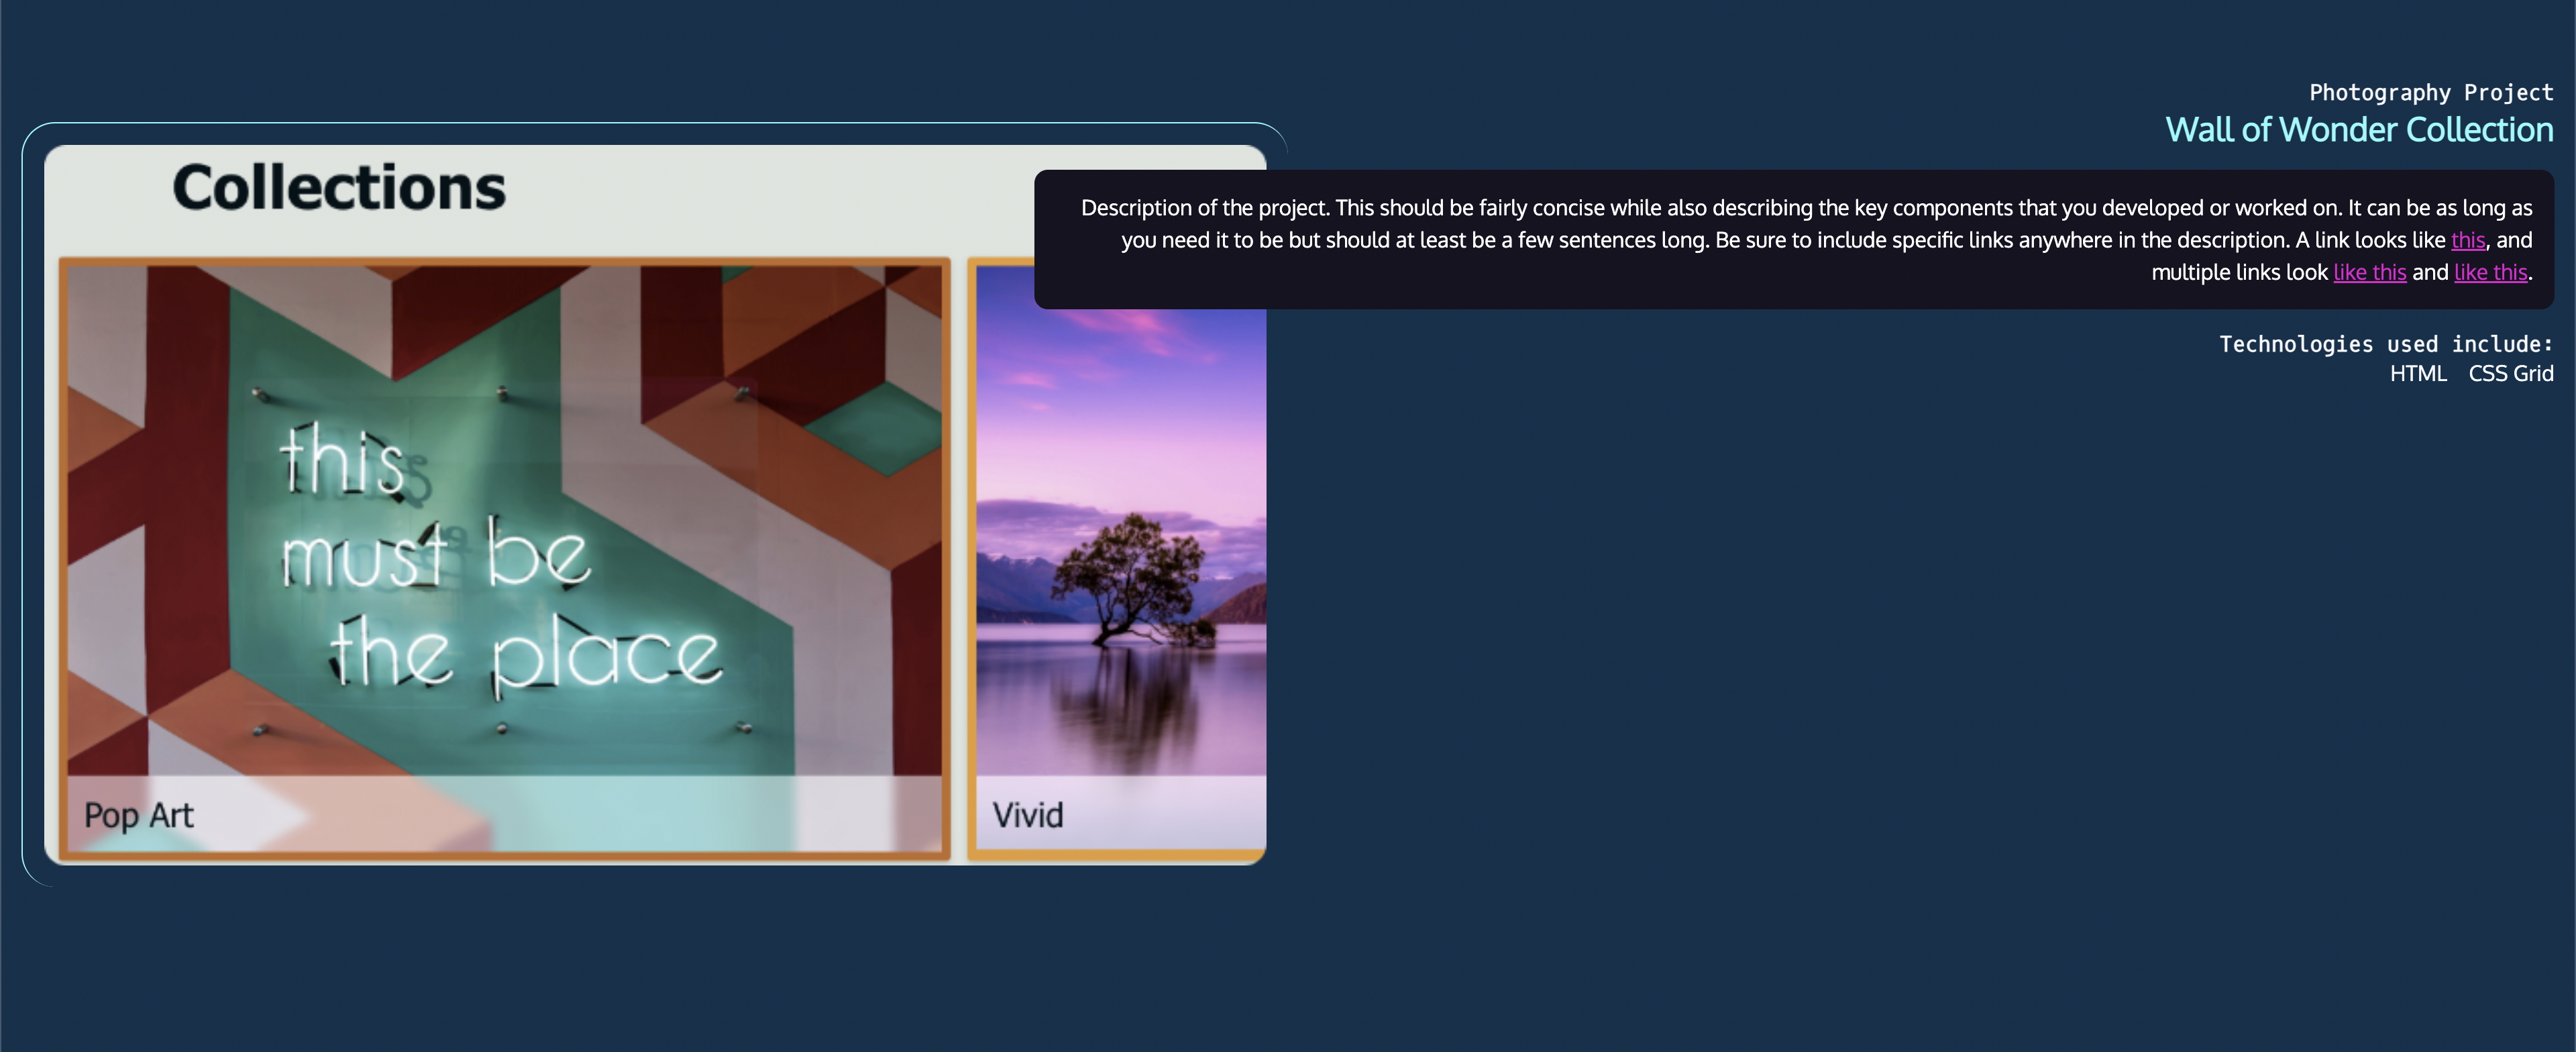 Photography Project
Wall of Wonder Collection
Collections
Description of the project. This should be fairly concise while also describing the key components that you developed or worked on. It can be as long as
you need it to be but should at least be a few sentences long. Be sure to include specific links anywhere in the description. A link looks like this, and
multiple links look like this and like this.
Technologies used include:
HTML CSS Grid
this
must be
the place
Pop Art
Vivid